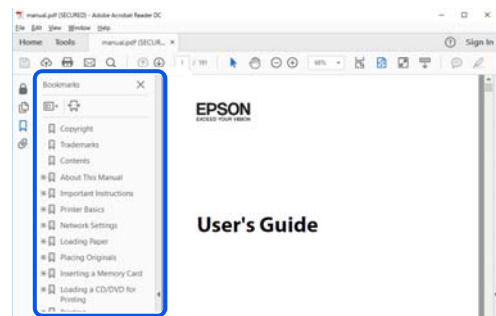 manual.pdf (SECURED) - Adobe Acrobat Reader DC
File Edit View Window Help
Home Tools manual.pdf (SECUR... ×
Sign In
1 / 191
Bookmarks
Copyright
Trademarks
Contents
About This Manual
Important Instructions
Printer Basics
Network Settings
Loading Paper
Placing Originals
Inserting a Memory Card
Loading a CD/DVD for
Printing
EPSON
EXCEED YOUR VISION
User's Guide